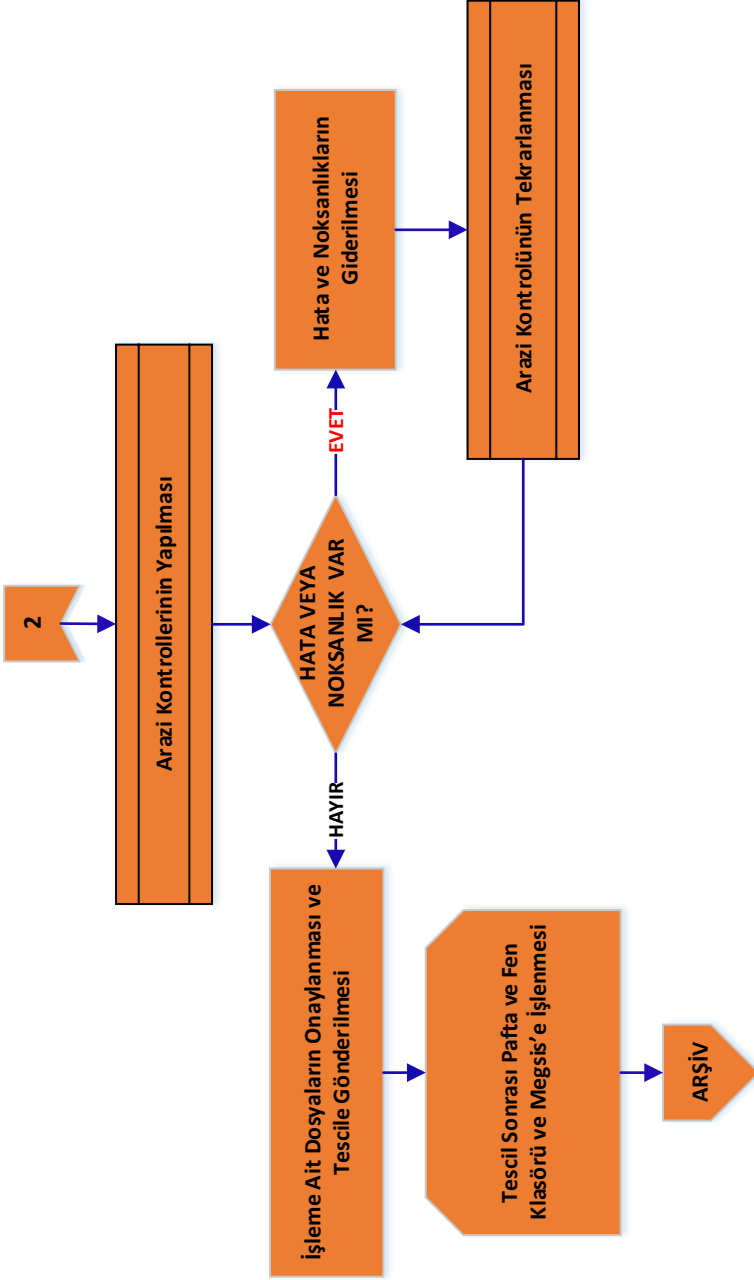 2
Arazi Kontrollerinin Yapılması
HATA VEYA
NOKSANLIK VAR
MI?
EVET
Hata ve Noksanlıkların
Giderilmesi
Arazi Kontrolünün Tekrarlanması
HAYIR
İşleme Ait Dosyaların Onaylanması ve
Tescile Gönderilmesi
Tescil Sonrası Pafta ve Fen
Klasörü ve Megsis’e İşlenmesi
ARŞİV